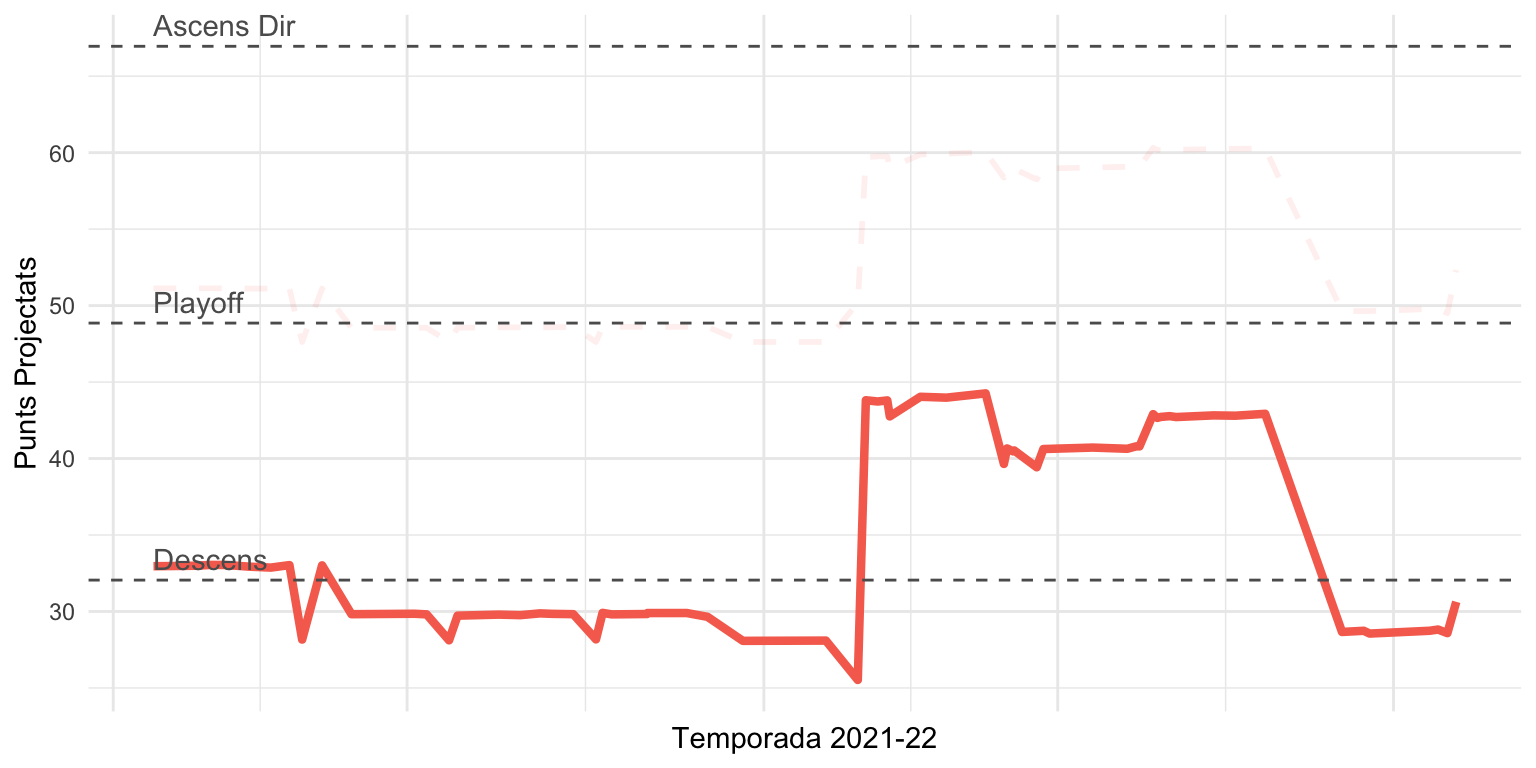 Ascens Dir
60
Playoff
50
Punts Projectats
40
Descens
30
Temporada 2021-22